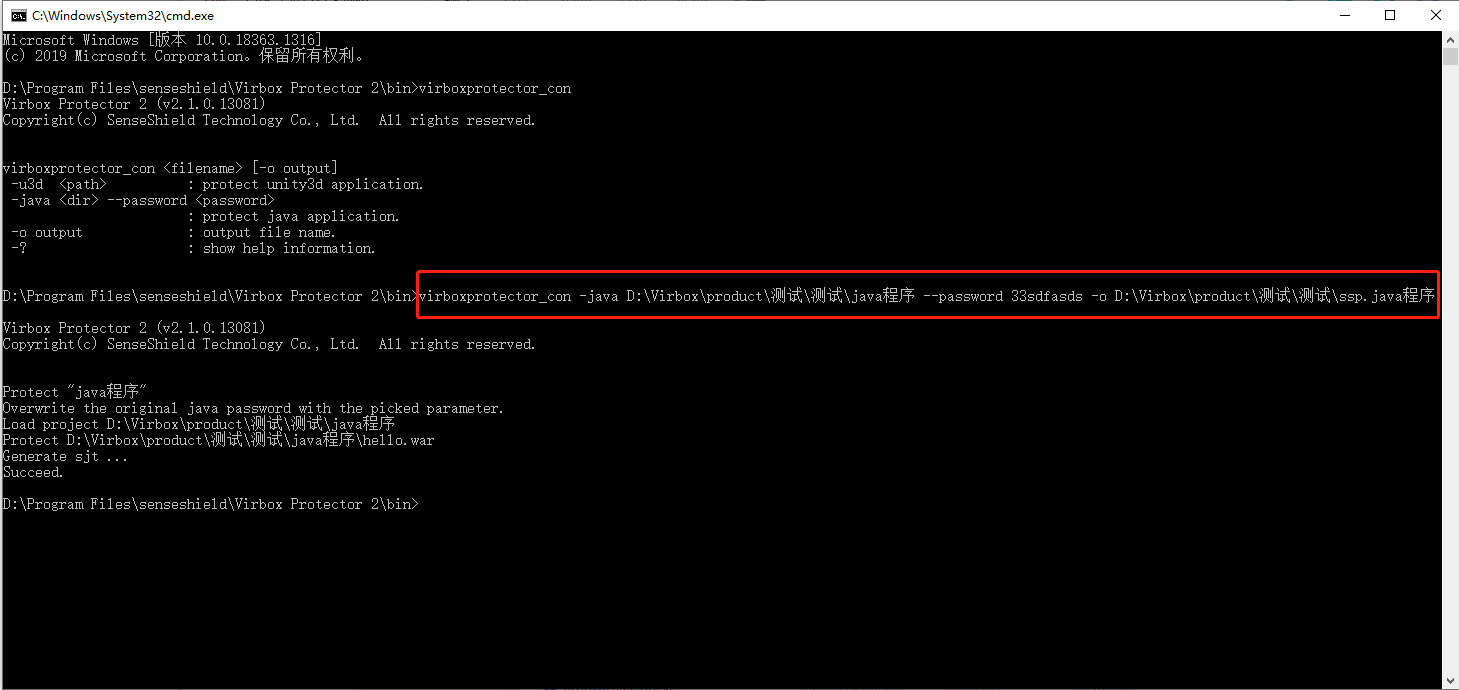 C:\Windows\System32\cmd.exe
Microsoft Windows [版本 10.0.18363.1316]
(c) 2019 Microsoft Corporation。保留所有权利。
D:\Program Files\senseshield\Virbox Protector 2\bin>virboxprotector_con
Virbox Protector 2 (v2.1.0.13081)
Copyright(c) SenseShield Technology Co., Ltd.  All rights reserved.
virboxprotector_con <filename> [-o output]
-u3d  <path>          : protect unity3d application.
-java <dir> --password <password>
: protect java application.
-o output             : output file name.
-?                    : show help information.
D:\Program Files\senseshield\Virbox Protector 2\bin>virboxprotector_con -java D:\Virbox\product\测试\测试\java程序 --password 33sdfasds -o D:\Virbox\product\测试\测试\ssp.java程序
Virbox Protector 2 (v2.1.0.13081)
Copyright(c) SenseShield Technology Co., Ltd.  All rights reserved.
Protect "java程序"
Overwrite the original java password with the picked parameter.
Load project D:\Virbox\product\测试\测试\java程序
Protect D:\Virbox\product\测试\测试\java程序\hello.war
Generate sjt ...
Succeed.
D:\Program Files\senseshield\Virbox Protector 2\bin>